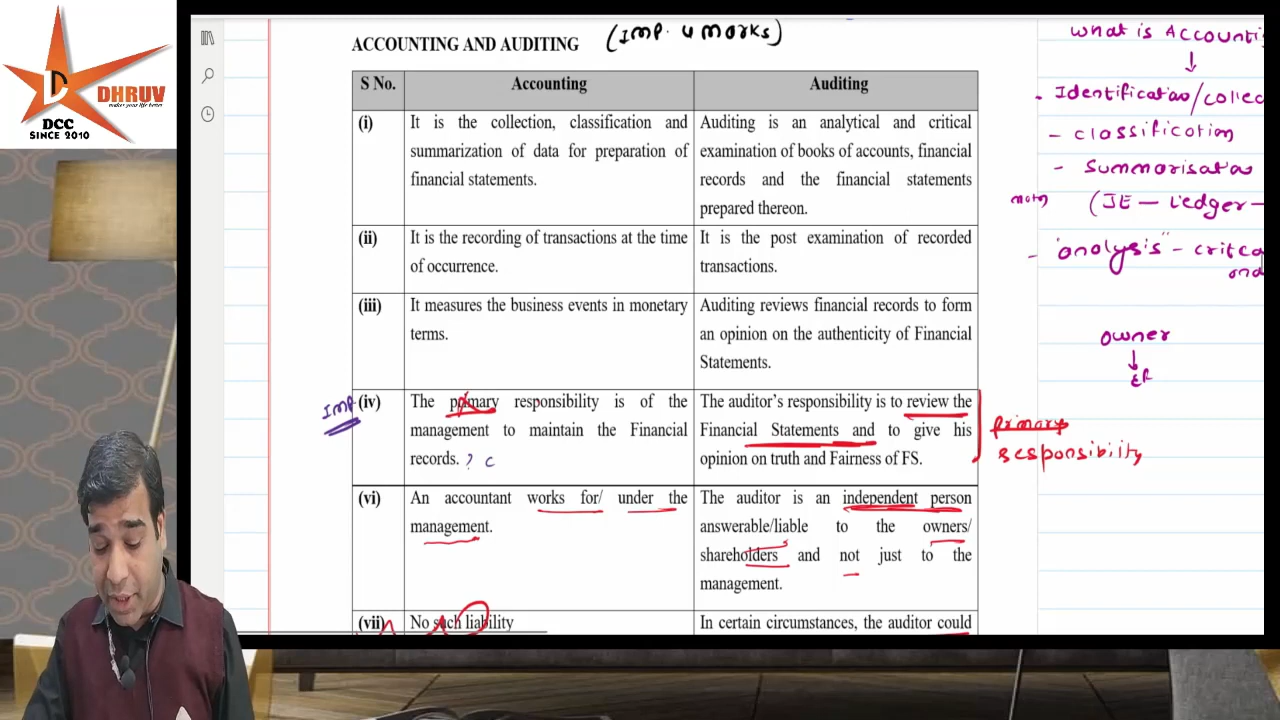 D
DHRUV
makes your life better
DCC
SINCE 2010
ACCOUNTING AND AUDITING (IMP. 4 marks)
S No. Accounting Auditing
(i) It is the collection, classification and summarization of data for preparation of financial statements.
Auditing is an analytical and critical examination of books of accounts, financial records and the financial statements prepared thereon.
(ii) It is the recording of transactions at the time of occurrence.
It is the post examination of recorded transactions.
(iii) It measures the business events in monetary terms.
Auditing reviews financial records to form an opinion on the authenticity of Financial Statements.
IMP (iv) The primary responsibility is of the management to maintain the Financial records. ? C
The auditor's responsibility is to review the Financial Statements and to give his opinion on truth and Fairness of FS.
primary
responsibility
(vi) An accountant works for/ under the management.
The auditor is an independent person answerable/liable to the owners/ shareholders and not just to the management.
(vii) No such liability
In certain circumstances, the auditor could
what is Accounti
- Identification/collec
- classification
- Summarisation
(JE — Ledger —
- "analysis" - critca
owner